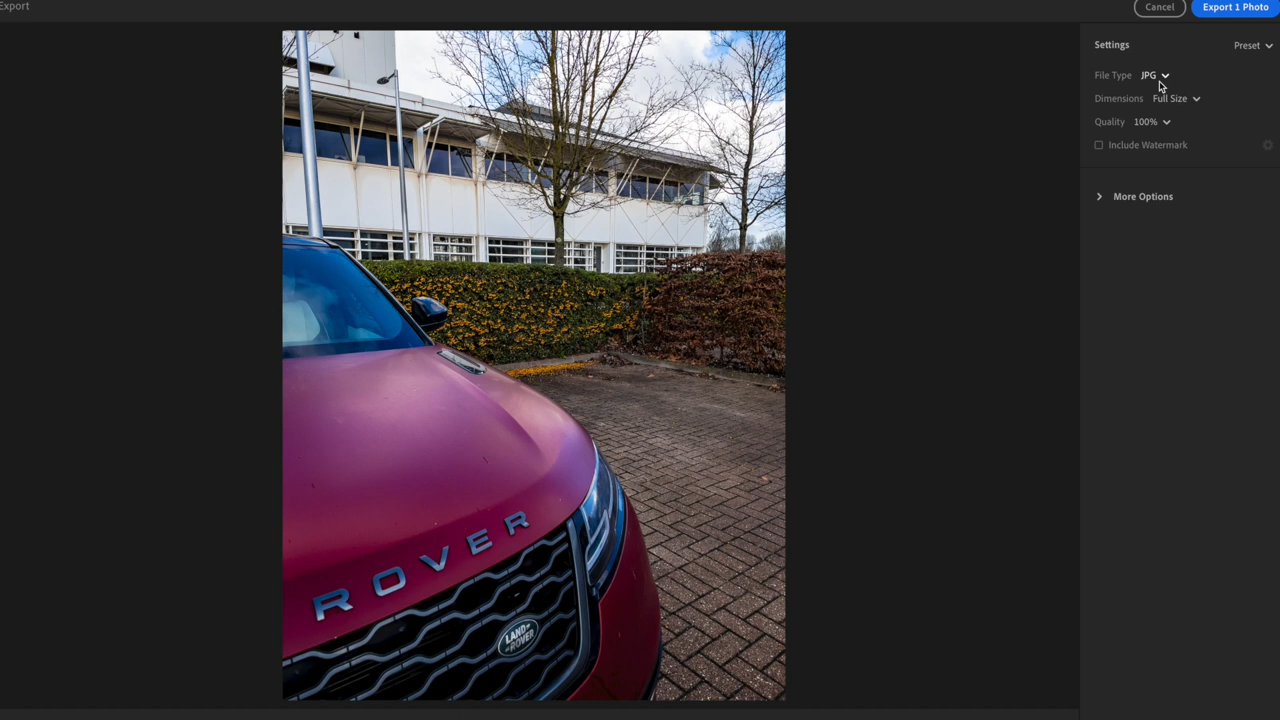 Export
Cancel
Export 1 Photo
Settings
Preset
File Type JPG
Dimensions Full Size
Quality 100%
Include Watermark
More Options
ROVER
LAND
ROVER